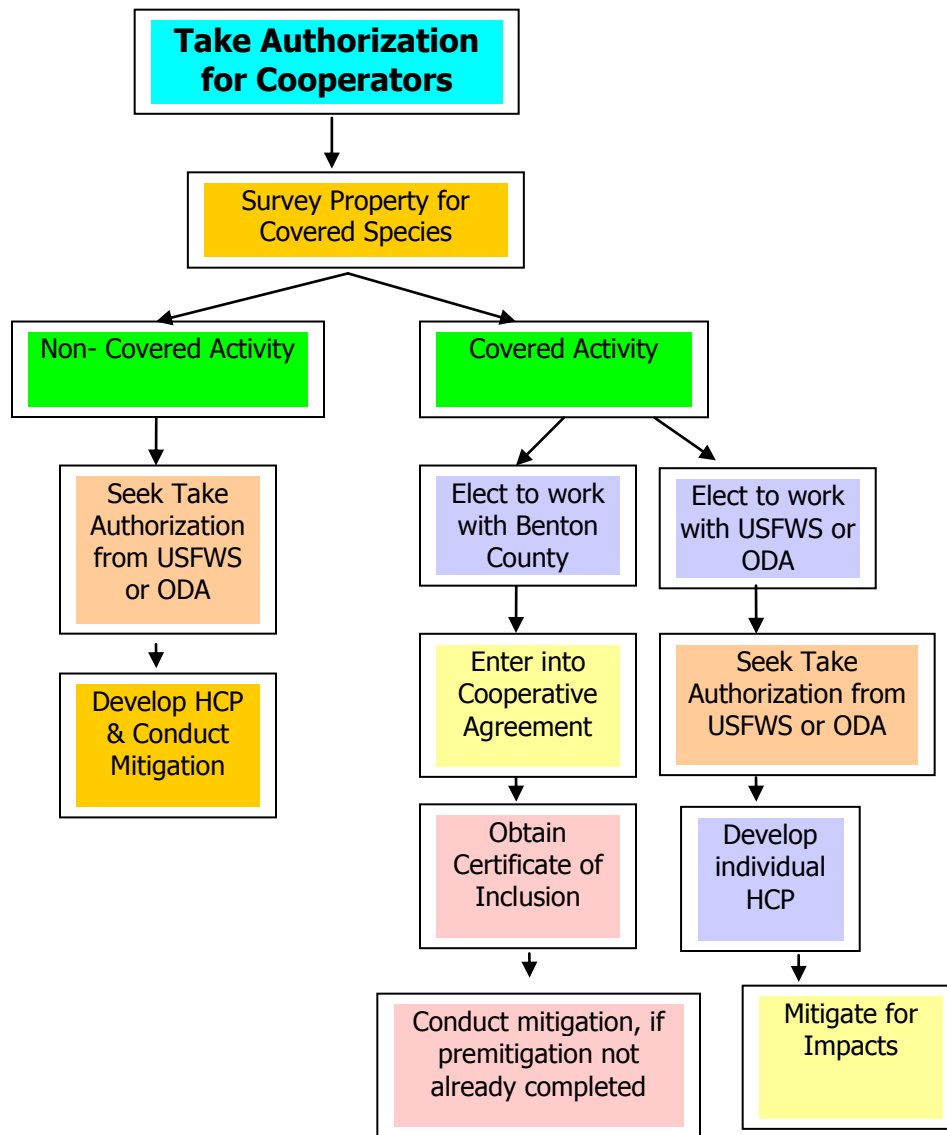 Take Authorization
for Cooperators
Survey Property for
Covered Species
Non- Covered Activity
Covered Activity
Seek Take
Authorization
from USFWS
or ODA
Elect to work
with Benton
County
Elect to work
with USFWS or
ODA
Develop HCP
& Conduct
Mitigation
Enter into
Cooperative
Agreement
Seek Take
Authorization from
USFWS or ODA
Obtain
Certificate of
Inclusion
Develop
individual
HCP
Conduct mitigation, if
premitigation not
already completed
Mitigate for
Impacts